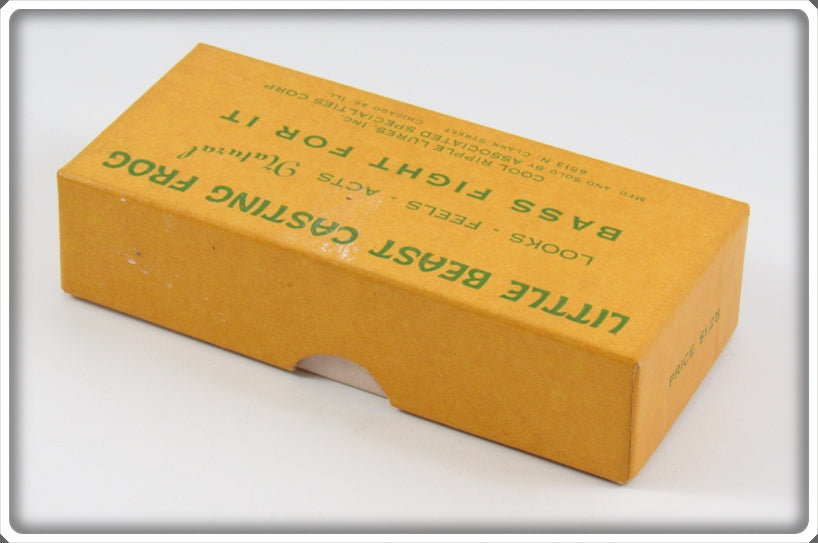 LITTLE BEAST CASTING FROG
LOOKS - FEELS - ACTS Natural
BASS FIGHT FOR IT
COOL RIPPLE LURES, INC.
MFD AND SOLD BY ASSOCIATED SPECIALTIES CORP
6513 N. CLARK STREET CHICAGO 26, ILL.
PRICE $1.25